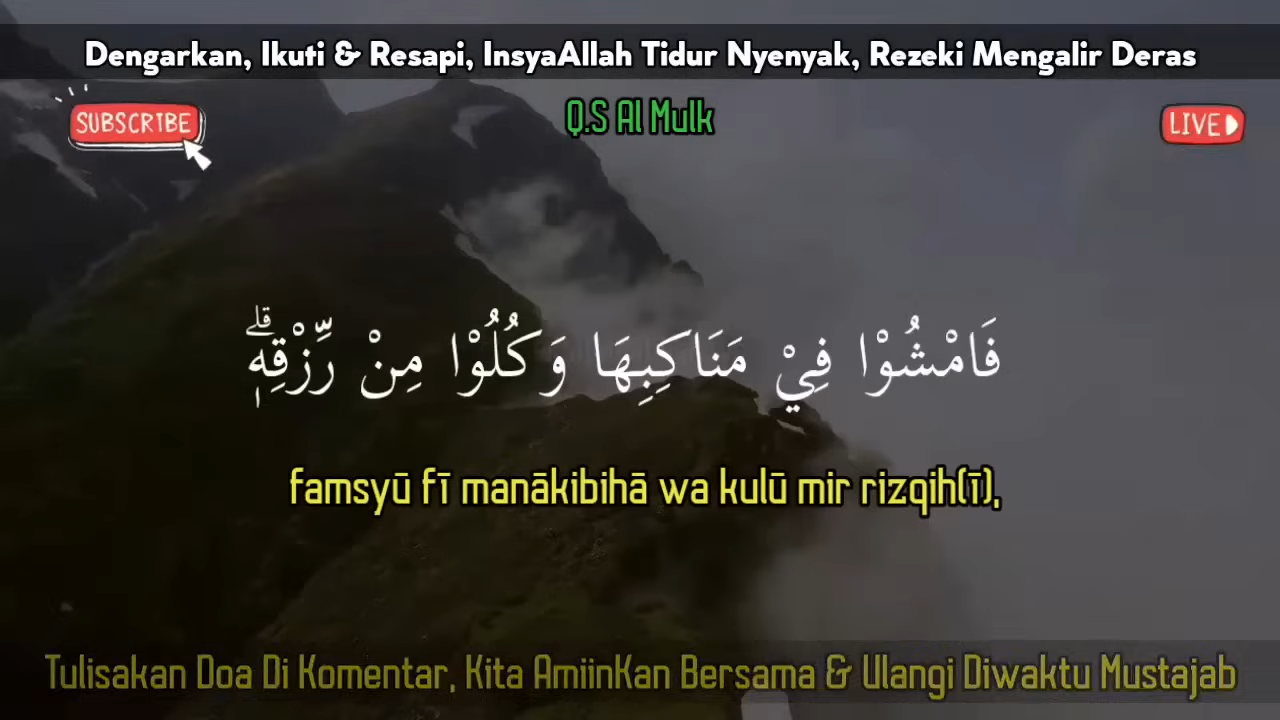 Dengarkan, Ikuti & Resapi, InsyaAllah Tidur Nyenyak, Rezeki Mengalir Deras
SUBSCRIBE
Q.S Al Mulk
LIVE
فَامْشُوْا فِيْ مَنَاكِبِهَا وَكُلُوْا مِنْ رِّزْقِهٖۗ
famsyū fī manākibihā wa kulū mir rizqih(ī),
Tulisakan Doa Di Komentar, Kita AmiinKan Bersama & Ulangi Diwaktu Mustajab